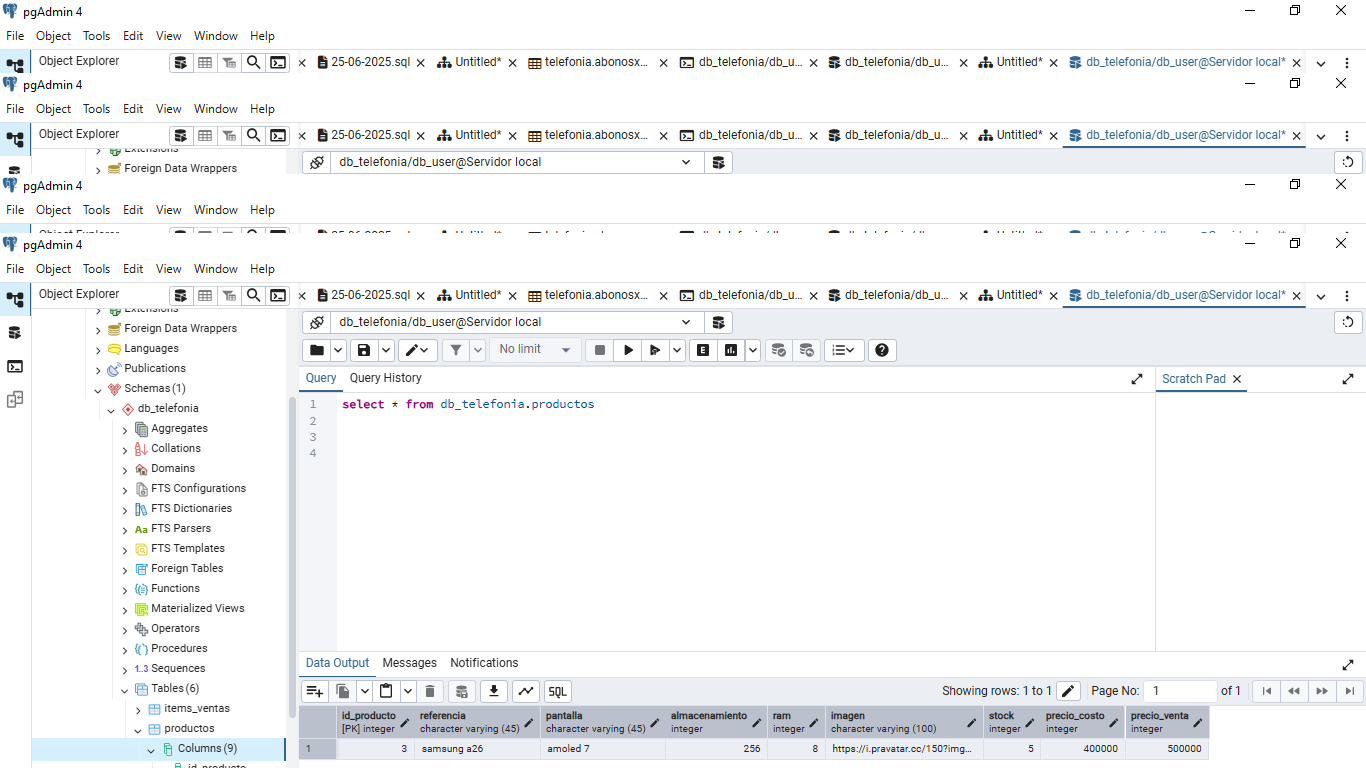 pgAdmin 4
File Object Tools Edit View Window Help
Object Explorer 25-06-2025.sql Untitled* telefonia.abonosx... db_telefonia/db_u... db_telefonia/db_u... Untitled* db_telefonia/db_user@Servidor local*
pgAdmin 4
File Object Tools Edit View Window Help
Object Explorer 25-06-2025.sql Untitled* telefonia.abonosx... db_telefonia/db_u... db_telefonia/db_u... Untitled* db_telefonia/db_user@Servidor local*
Extensions
Foreign Data Wrappers db_telefonia/db_user@Servidor local
pgAdmin 4
File Object Tools Edit View Window Help
pgAdmin 4
File Object Tools Edit View Window Help
Object Explorer 25-06-2025.sql Untitled* telefonia.abonosx... db_telefonia/db_u... db_telefonia/db_u... Untitled* db_telefonia/db_user@Servidor local*
Extensions
Foreign Data Wrappers
Languages
Publications
Schemas (1)
db_telefonia
Aggregates
Collations
Domains
FTS Configurations
FTS Dictionaries
Aa FTS Parsers
FTS Templates
Foreign Tables
Functions
Materialized Views
Operators
Procedures
1..3 Sequences
Tables (6)
items_ventas
productos
Columns (9)
id_producto
db_telefonia/db_user@Servidor local
No limit E
Query Query History Scratch Pad
1 select * from db_telefonia.productos
2
3
4
Data Output Messages Notifications
SQL Showing rows: 1 to 1 Page No: 1 of 1
id_producto referencia pantalla almacenamiento ram imagen stock precio_costo precio_venta
[PK] integer character varying (45) character varying (45) integer integer character varying (100) integer integer integer
1 3 samsung a26 amoled 7 256 8 https://i.pravatar.cc/150?img... 5 400000 500000